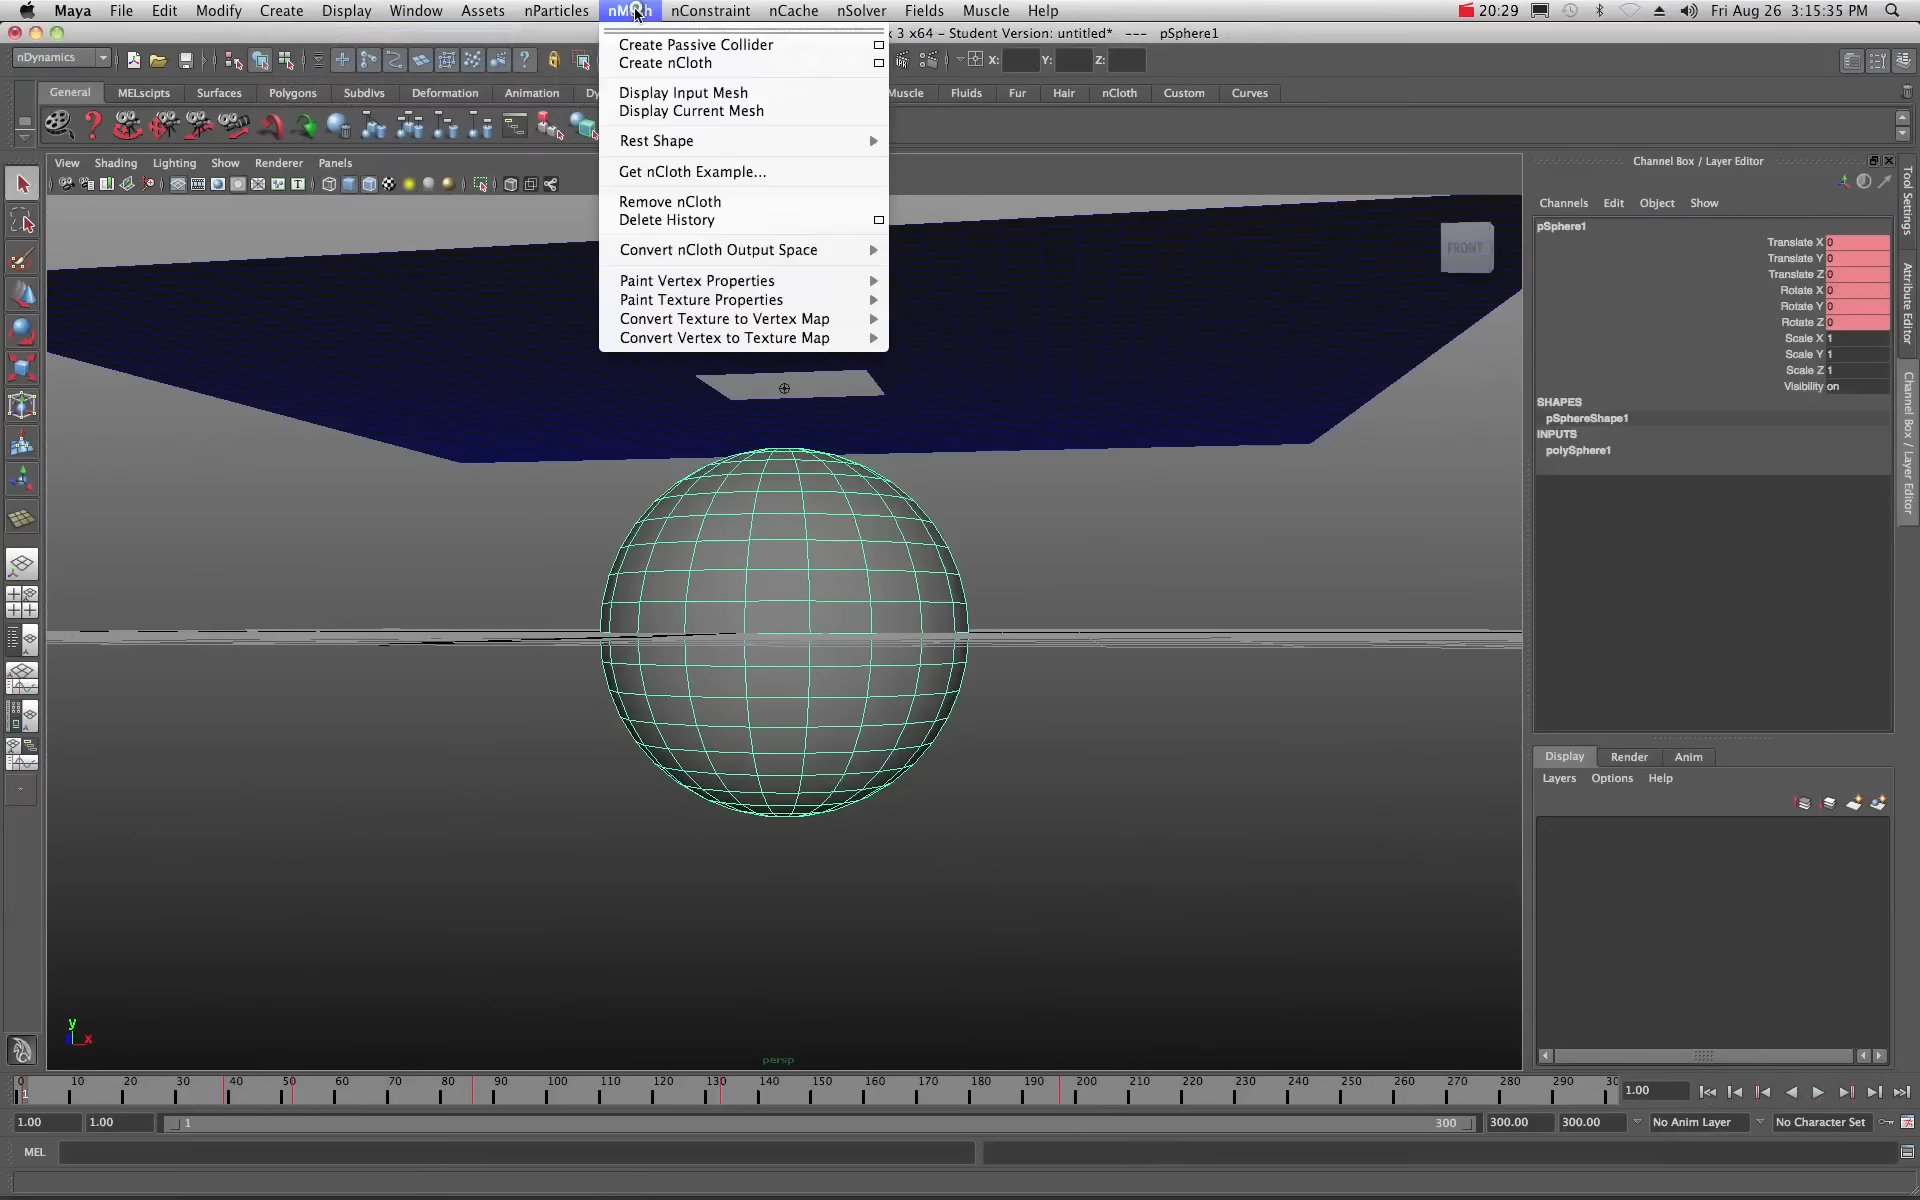 Maya File Edit Modify Create Display Window Assets nParticles nMesh nConstraint nCache nSolver Fields Muscle Help 20:29 Fri Aug 26 3:15:35 PM
3 x64 - Student Version: untitled* --- pSphere1
nDynamics X: Y: Z:
General MELscipts Surfaces Polygons Subdivs Deformation Animation Dy Muscle Fluids Fur Hair nCloth Custom Curves
View Shading Lighting Show Renderer Panels
Create Passive Collider
Create nCloth
Display Input Mesh
Display Current Mesh
Rest Shape
Get nCloth Example...
Remove nCloth
Delete History
Convert nCloth Output Space
Paint Vertex Properties
Paint Texture Properties
Convert Texture to Vertex Map
Convert Vertex to Texture Map
FRONT
Channel Box / Layer Editor
Channels Edit Object Show
pSphere1
Translate X 0
Translate Y 0
Translate Z 0
Rotate X 0
Rotate Y 0
Rotate Z 0
Scale X 1
Scale Y 1
Scale Z 1
Visibility on
SHAPES
pSphereShape1
INPUTS
polySphere1
Tool Settings
Attribute Editor
Channel Box / Layer Editor
Display Render Anim
Layers Options Help
y
x
persp
0 10 20 30 40 50 60 70 80 90 100 110 120 130 140 150 160 170 180 190 200 210 220 230 240 250 260 270 280 290 30
1 1.00
1.00 1.00 1 300 300.00 300.00 No Anim Layer No Character Set
MEL